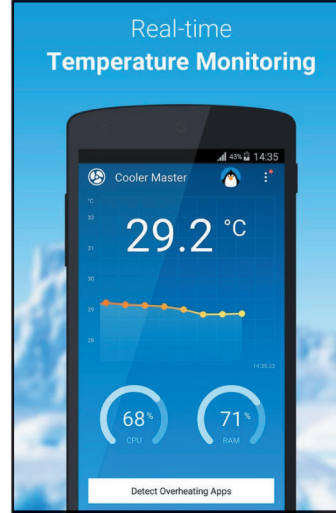 Real-time
Temperature Monitoring
43% 14:35
Cooler Master
°C
32
29.2 °C
31
30
29
28
14:35:33
68%
CPU
71%
RAM
Detect Overheating Apps